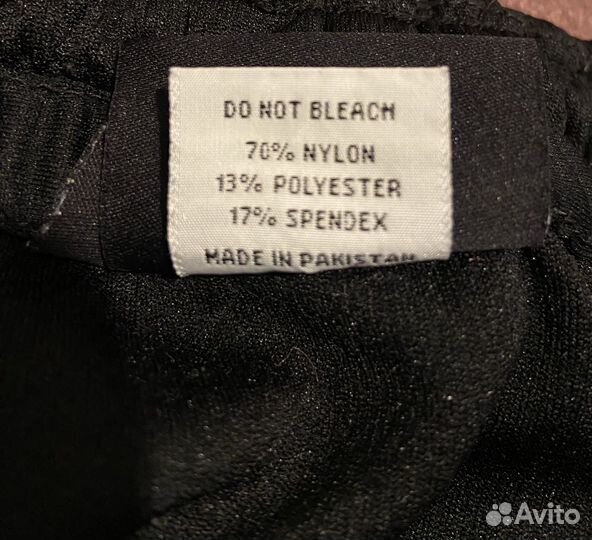 DO NOT BLEACH
70% NYLON
13% POLYESTER
17% SPENDEX
MADE IN PAKISTAN
Avito